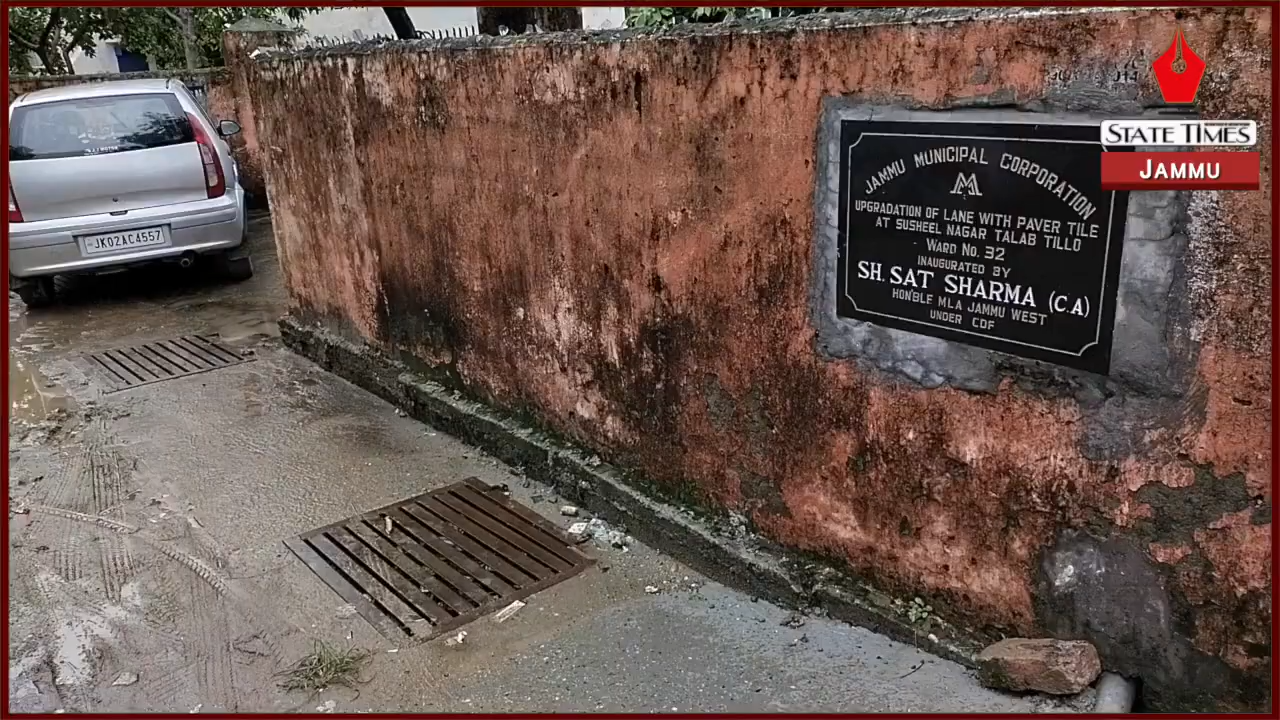 STATE TIMES
JAMMU
JAMMU MUNICIPAL CORPORATION
UPGRADATION OF LANE WITH PAVER TILE
AT SUSHEEL NAGAR TALAB TILLO
WARD No. 32
INAUGURATED BY
SH. SAT SHARMA (C.A)
HON'BLE MLA JAMMU WEST
UNDER CDF
JK02AC4557